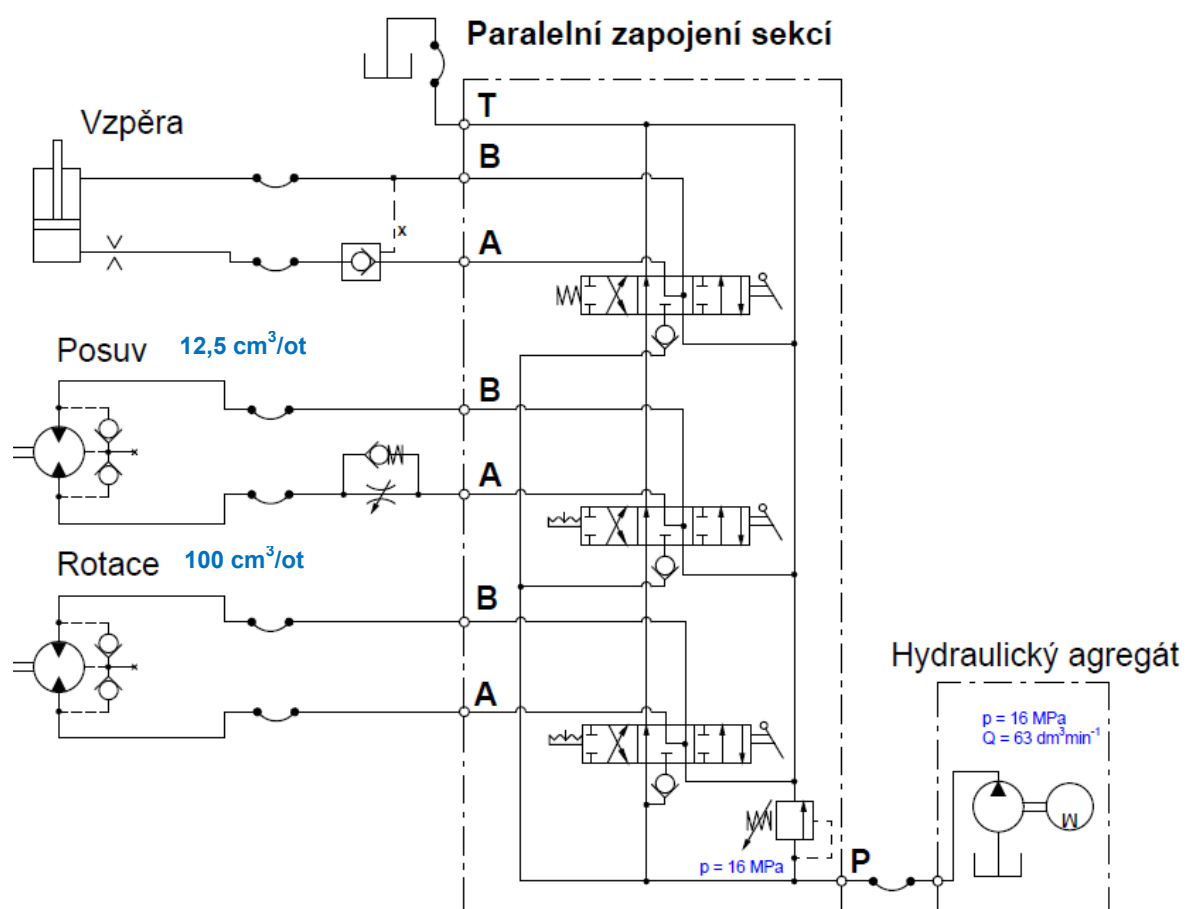 Paralelní zapojení sekcí
T
Vzpěra
B
x
A
Posuv 12,5 cm³/ot
B
A
Rotace 100 cm³/ot
B
A
Hydraulický agregát
p = 16 MPa
Q = 63 dm³min⁻¹
M
p = 16 MPa
P